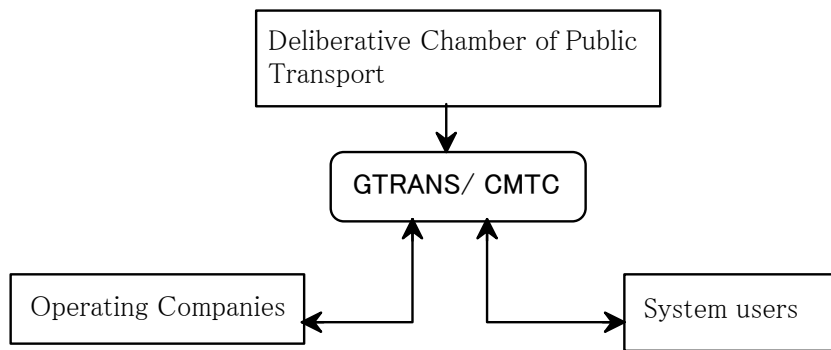 Deliberative Chamber of Public
Transport
GTRANS/ CMTC
Operating Companies
System users